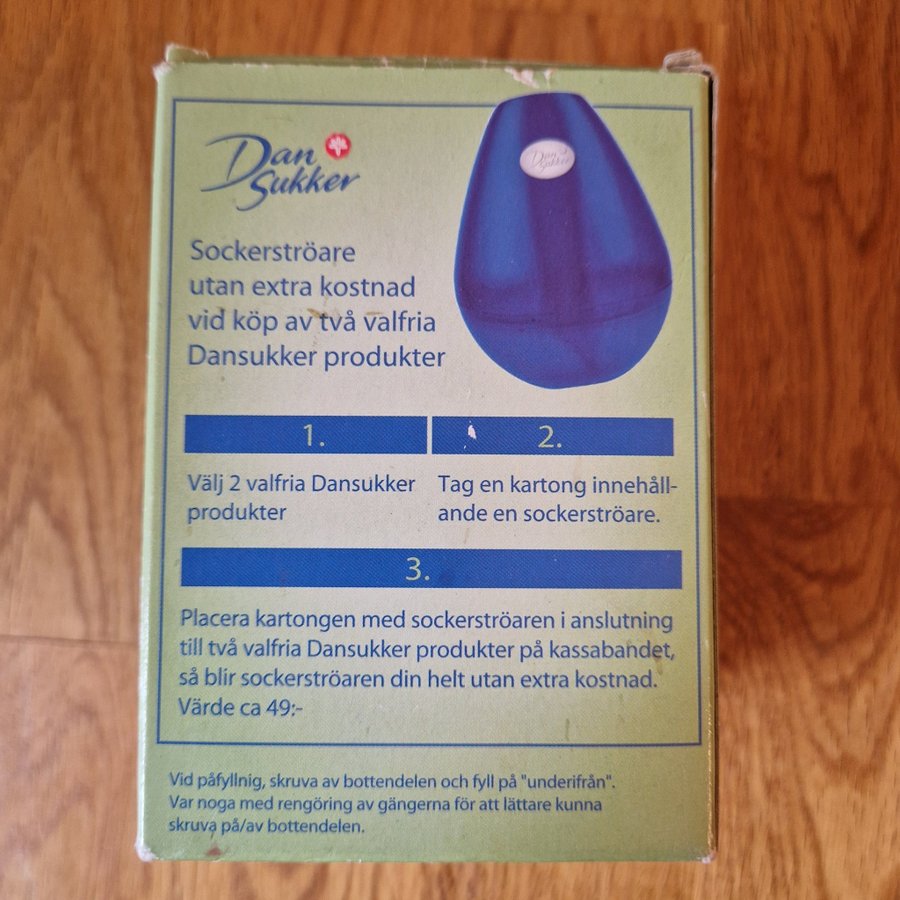 Dan
Sukker
Dan
Sukker
Sockerströare
utan extra kostnad
vid köp av två valfria
Dansukker produkter
1.
2.
Välj 2 valfria Dansukker
produkter
Tag en kartong innehåll-
ande en sockerströare.
3.
Placera kartongen med sockerströaren i anslutning
till två valfria Dansukker produkter på kassabandet,
så blir sockerströaren din helt utan extra kostnad.
Värde ca 49:-
Vid påfyllnig, skruva av bottendelen och fyll på "underifrån".
Var noga med rengöring av gängerna för att lättare kunna
skruva på/av bottendelen.